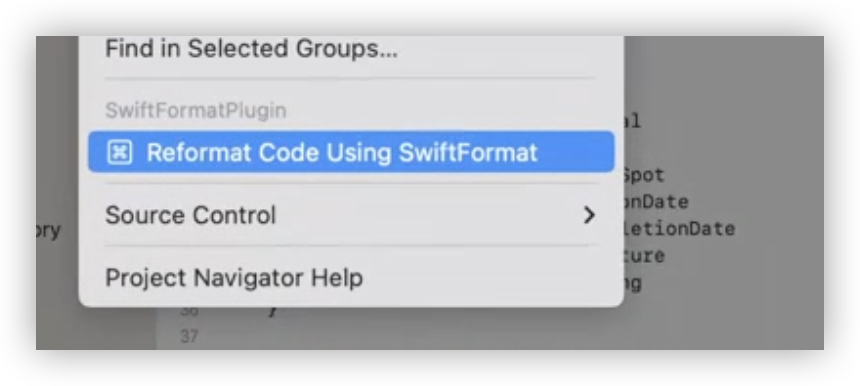 Find in Selected Groups...
SwiftFormatPlugin
Reformat Code Using SwiftFormat
Source Control
Project Navigator Help
ory
al
Spot
onDate
letionDate
ture
ng
36 }
37